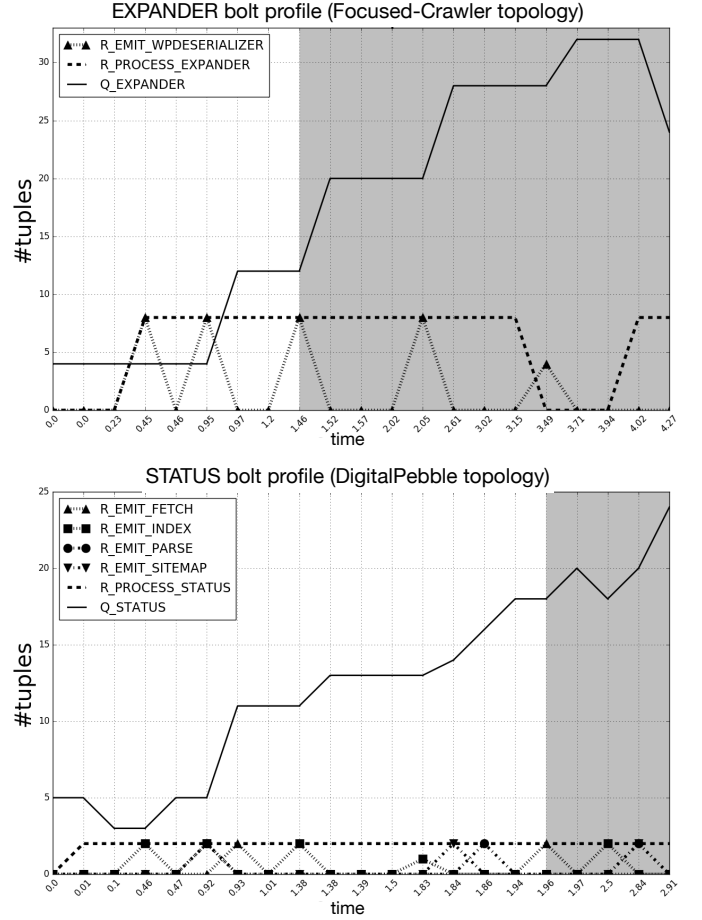 EXPANDER bolt profile (Focused-Crawler topology)
R_EMIT_WPDESERIALIZER
R_PROCESS_EXPANDER
Q_EXPANDER
#tuples
30
25
20
15
10
5
0
0.0 0.0 0.23 0.45 0.46 0.95 0.97 1.2 1.46 1.52 1.57 2.02 2.05 2.61 3.02 3.15 3.49 3.71 3.94 4.02 4.27
time
STATUS bolt profile (DigitalPebble topology)
R_EMIT_FETCH
R_EMIT_INDEX
R_EMIT_PARSE
R_EMIT_SITEMAP
R_PROCESS_STATUS
Q_STATUS
#tuples
25
20
15
10
5
0
0.0 0.01 0.1 0.46 0.47 0.92 0.93 1.01 1.38 1.38 1.39 1.5 1.83 1.84 1.86 1.94 1.96 1.97 2.5 2.84 2.91
time